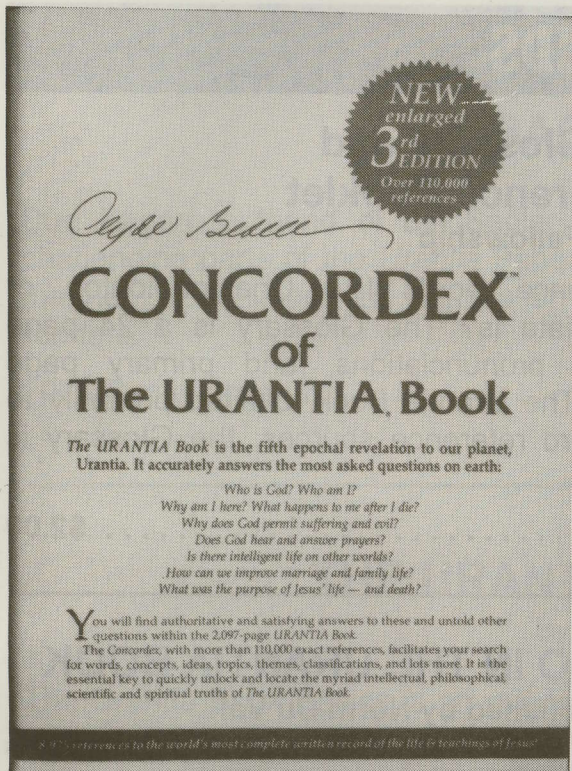 NEW
enlarged
3rd
EDITION
Over 110,000
references
Clyde Bedell
CONCORDEX™
of
The URANTIA® Book
The URANTIA Book is the fifth epochal revelation to our planet,
Urantia. It accurately answers the most asked questions on earth:
Who is God? Who am I?
Why am I here? What happens to me after I die?
Why does God permit suffering and evil?
Does God hear and answer prayers?
Is there intelligent life on other worlds?
How can we improve marriage and family life?
What was the purpose of Jesus' life — and death?
You will find authoritative and satisfying answers to these and untold other
questions within the 2,097-page URANTIA Book.
The Concordex, with more than 110,000 exact references, facilitates your search
for words, concepts, ideas, topics, themes, classifications, and lots more. It is the
essential key to quickly unlock and locate the myriad intellectual, philosophical,
scientific and spiritual truths of The URANTIA Book.
references to the world's most complete written record of the life & teachings of Jesus!